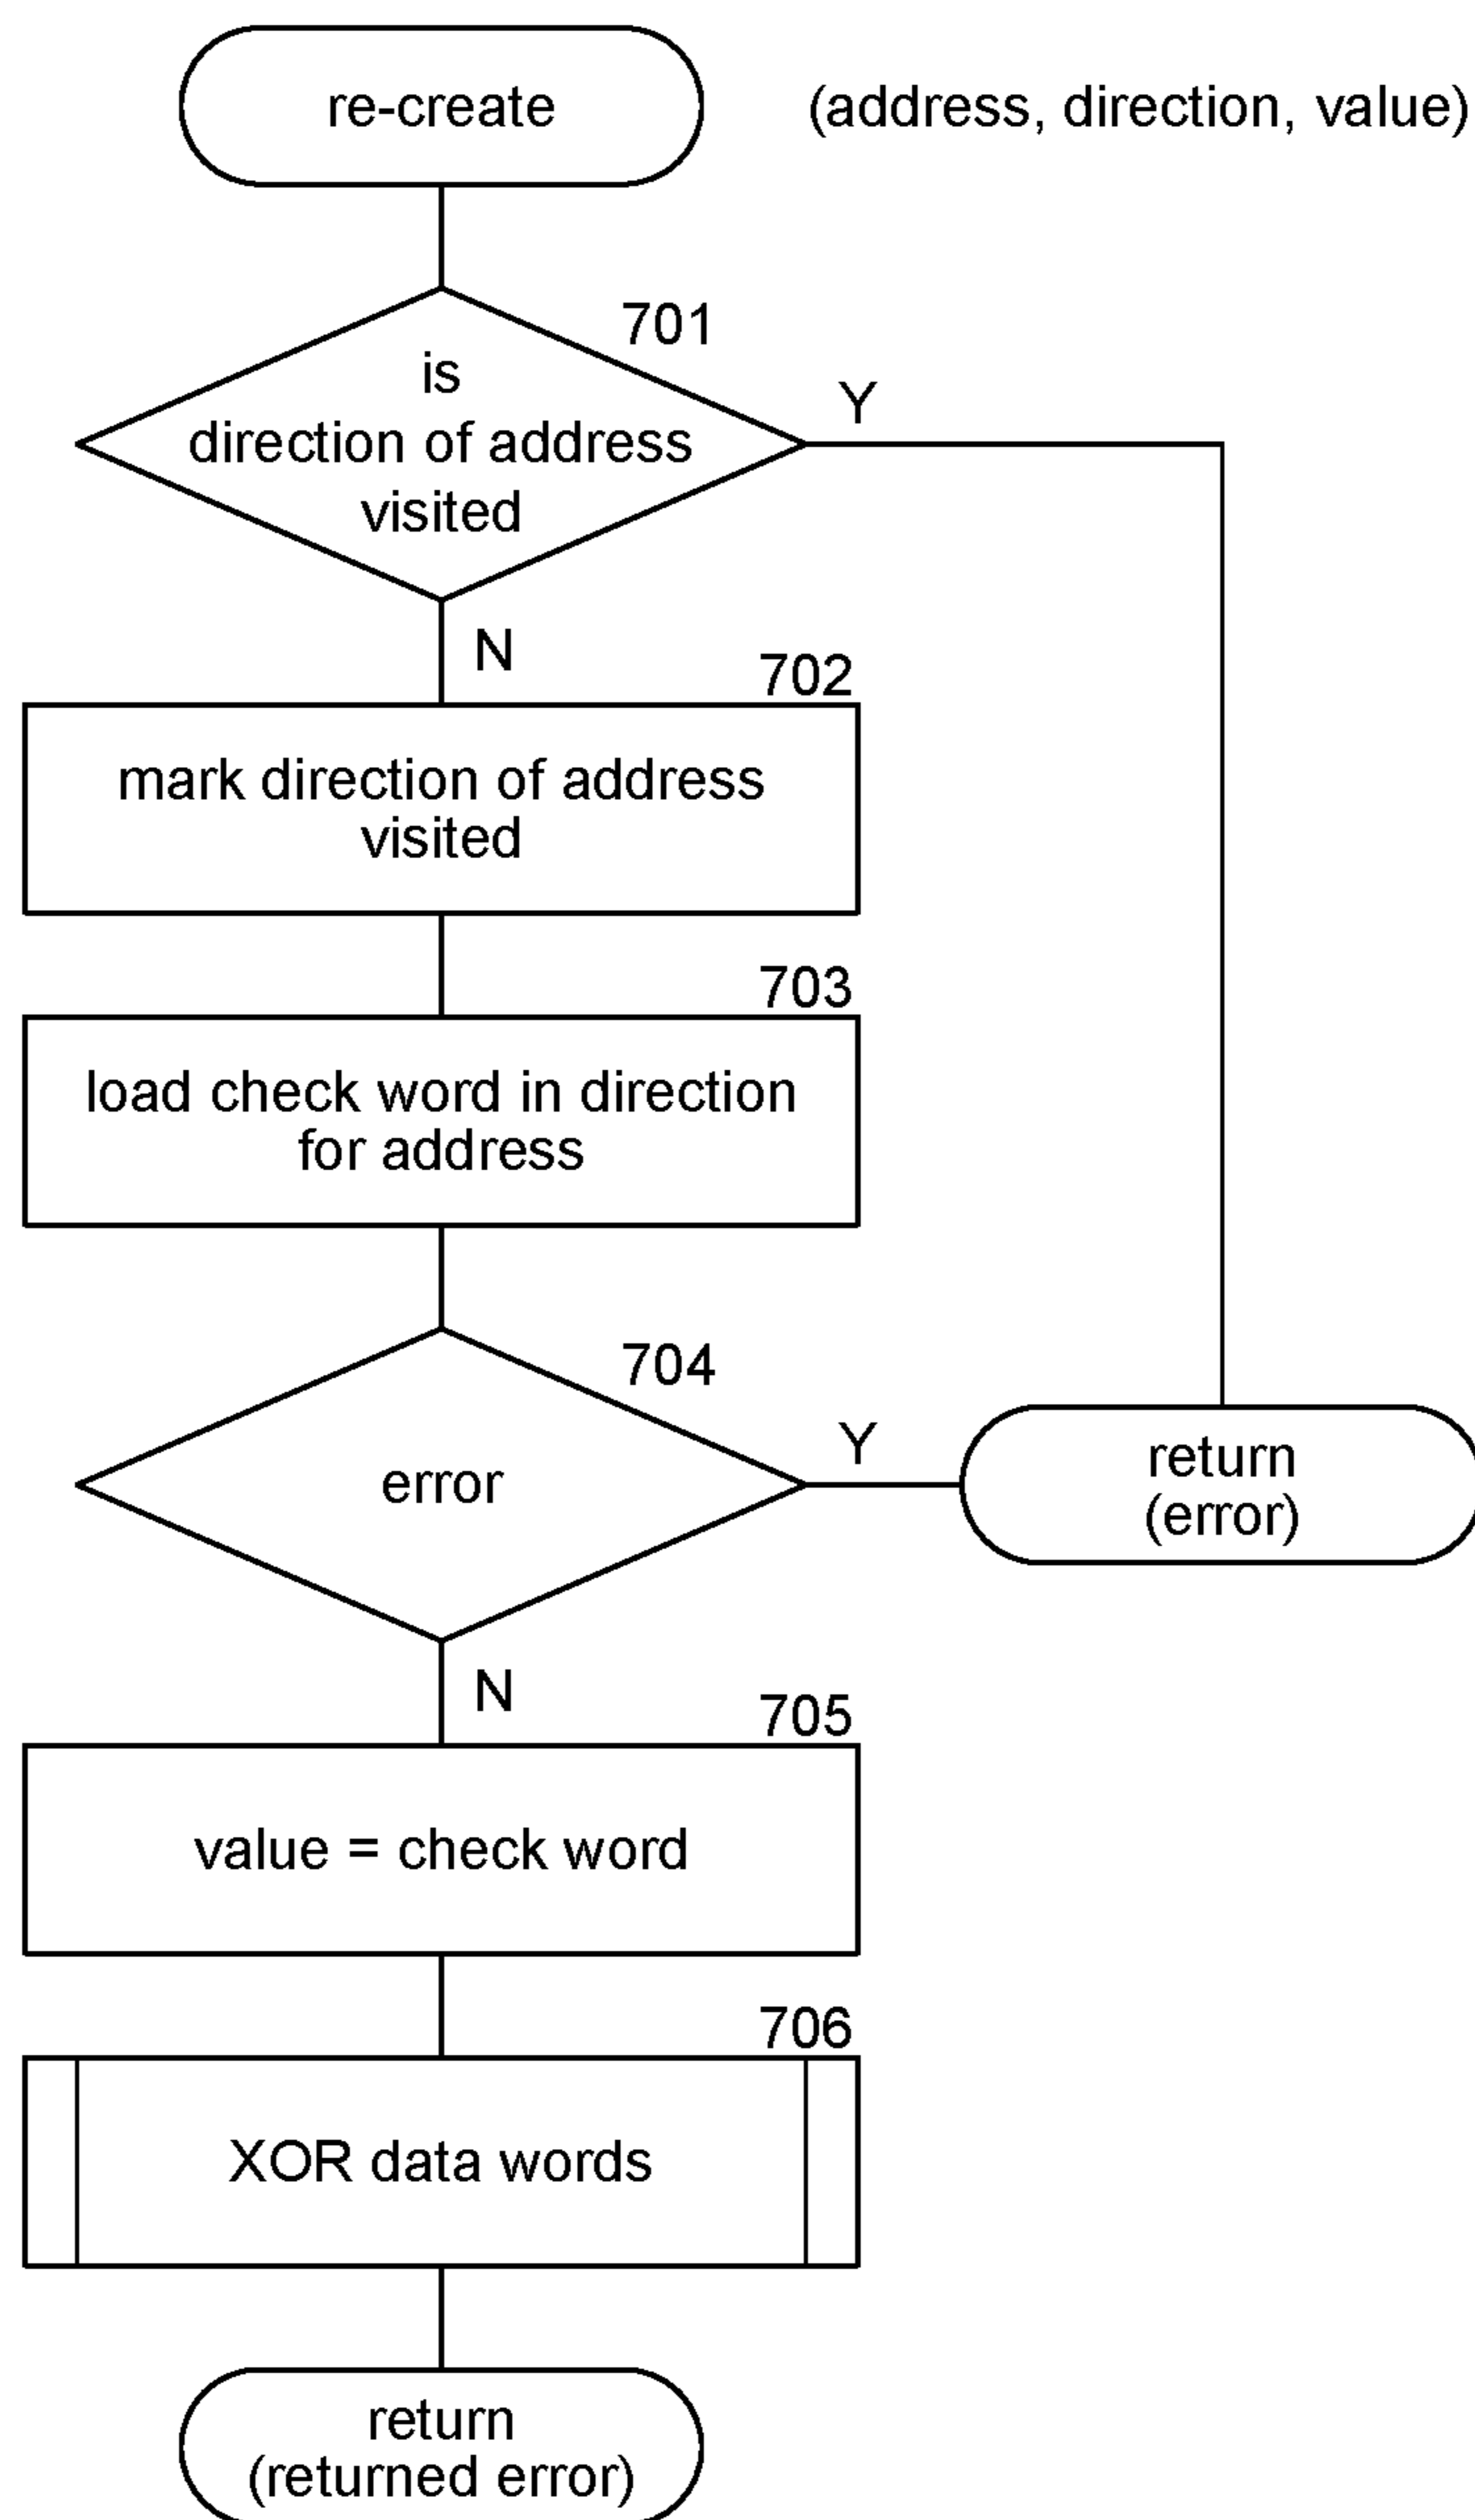 re-create (address, direction, value)
701
is
direction of address
visited
Y
N
702
mark direction of address
visited
703
load check word in direction
for address
704
error
Y
return
(error)
N
705
value = check word
706
XOR data words
return
(returned error)